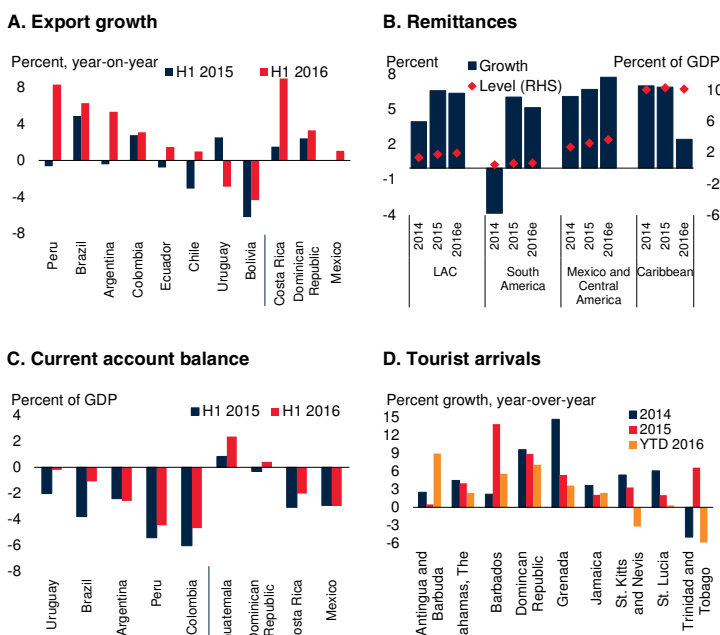 A. Export growth
Percent, year-on-year
H1 2015
H1 2016
8
4
0
-4
-8
Peru
Brazil
Argentina
Colombia
Ecuador
Chile
Uruguay
Bolivia
Costa Rica
Dominican
Republic
Mexico
B. Remittances
Percent
Percent of GDP
Growth
Level (RHS)
8
5
2
-1
-4
10
6
2
-2
-6
2014
2015
2016e
2014
2015
2016e
2014
2015
2016e
2014
2015
2016e
LAC
South
America
Mexico and
Central
America
Caribbean
C. Current account balance
Percent of GDP
H1 2015
H1 2016
4
2
0
-2
-4
-6
-8
Uruguay
Brazil
Argentina
Peru
Colombia
uatemala
Dominican
Republic
Costa Rica
Mexico
D. Tourist arrivals
Percent growth, year-over-year
2014
2015
YTD 2016
15
12
9
6
3
0
-3
-6
Antingua and
Barbuda
ahamas, The
Barbados
Domincan
Republic
Grenada
Jamaica
St. Kitts
and Nevis
St. Lucia
Trinidad and
Tobago